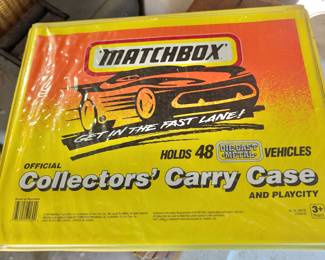 MATCHBOX
GET IN THE FAST LANE!
HOLDS 48 DIE-CAST METAL VEHICLES
OFFICIAL
Collectors' Carry Case
AND PLAYCITY
3+